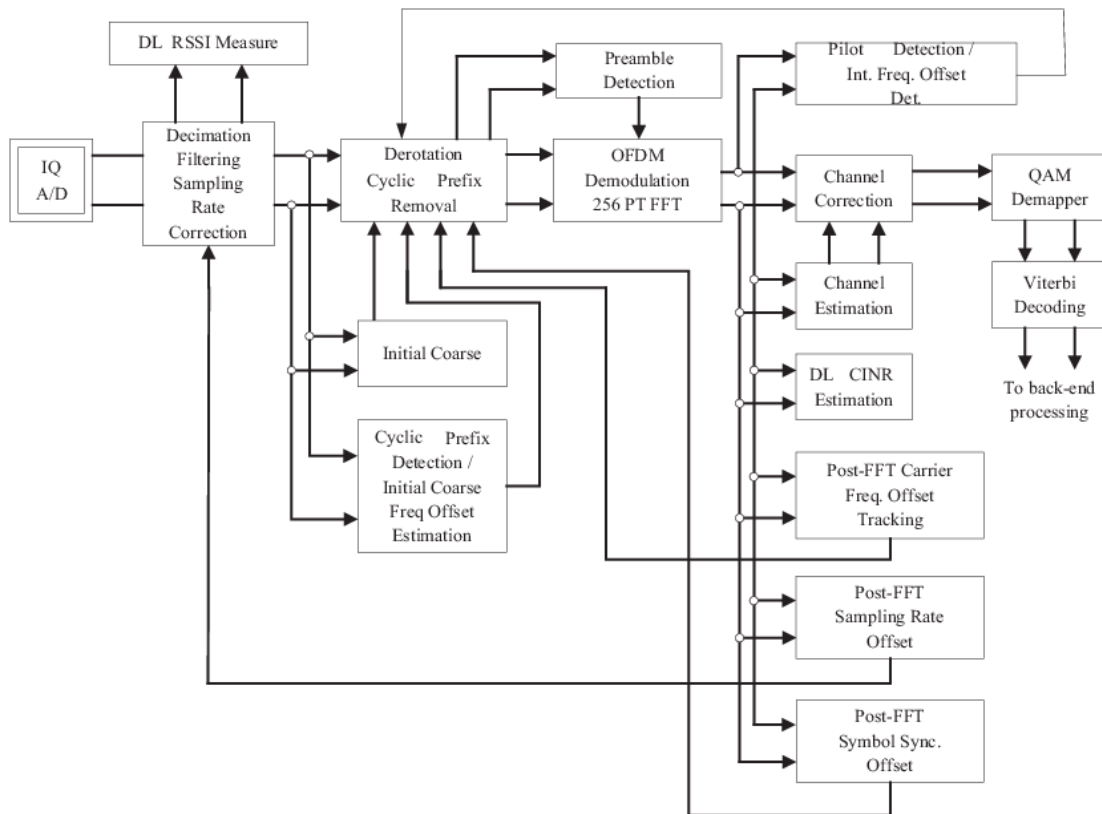 DL RSSI Measure
Preamble
Detection
Pilot Detection /
Int. Freq. Offset
Det.
IQ
A/D
Decimation
Filtering
Sampling
Rate
Correction
Derotation
Cyclic Prefix
Removal
OFDM
Demodulation
256 PT FFT
Channel
Correction
QAM
Demapper
Channel
Estimation
Viterbi
Decoding
Initial Coarse
DL CINR
Estimation
To back-end
processing
Cyclic Prefix
Detection /
Initial Coarse
Freq Offset
Estimation
Post-FFT Carrier
Freq. Offset
Tracking
Post-FFT
Sampling Rate
Offset
Post-FFT
Symbol Sync.
Offset